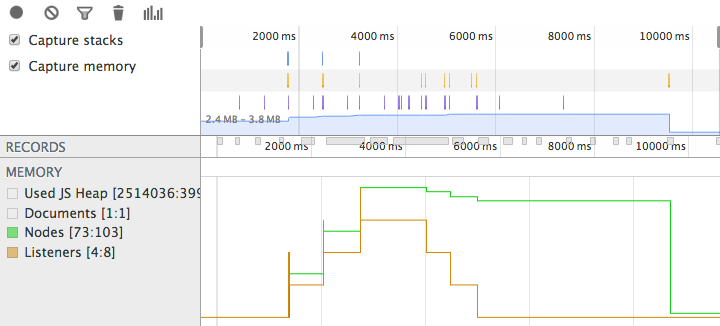 Capture stacks
Capture memory
2000 ms 4000 ms 6000 ms 8000 ms 10000 ms
2.4 MB – 3.8 MB
RECORDS
2000 ms 4000 ms 6000 ms 8000 ms 10000 ms
MEMORY
Used JS Heap [2514036:399
Documents [1:1]
Nodes [73:103]
Listeners [4:8]